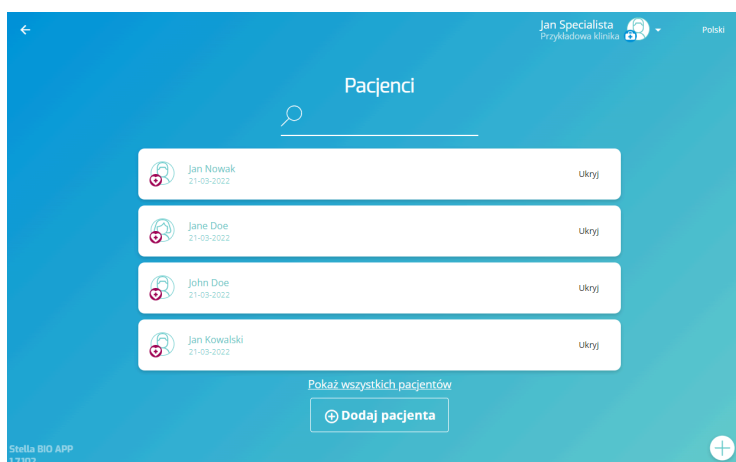 Jan Specialista
Przykładowa klinika
Polski
Pacjenci
Jan Nowak
21-03-2022
Ukryj
Jane Doe
21-03-2022
Ukryj
John Doe
21-03-2022
Ukryj
Jan Kowalski
21-03-2022
Ukryj
Pokaż wszystkich pacjentów
Dodaj pacjenta
Stella BIO APP